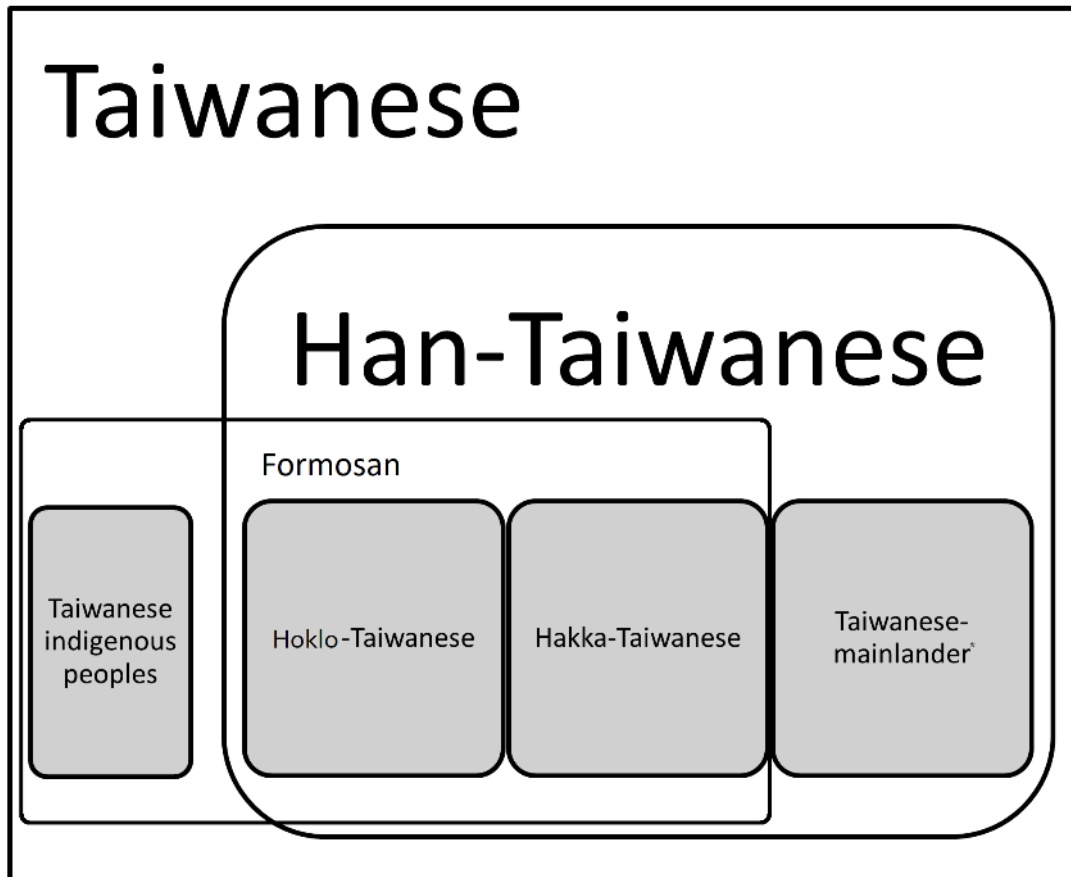 Taiwanese
Han-Taiwanese
Formosan
Taiwanese
indigenous
peoples
Hoklo-Taiwanese
Hakka-Taiwanese
Taiwanese-
mainlander*